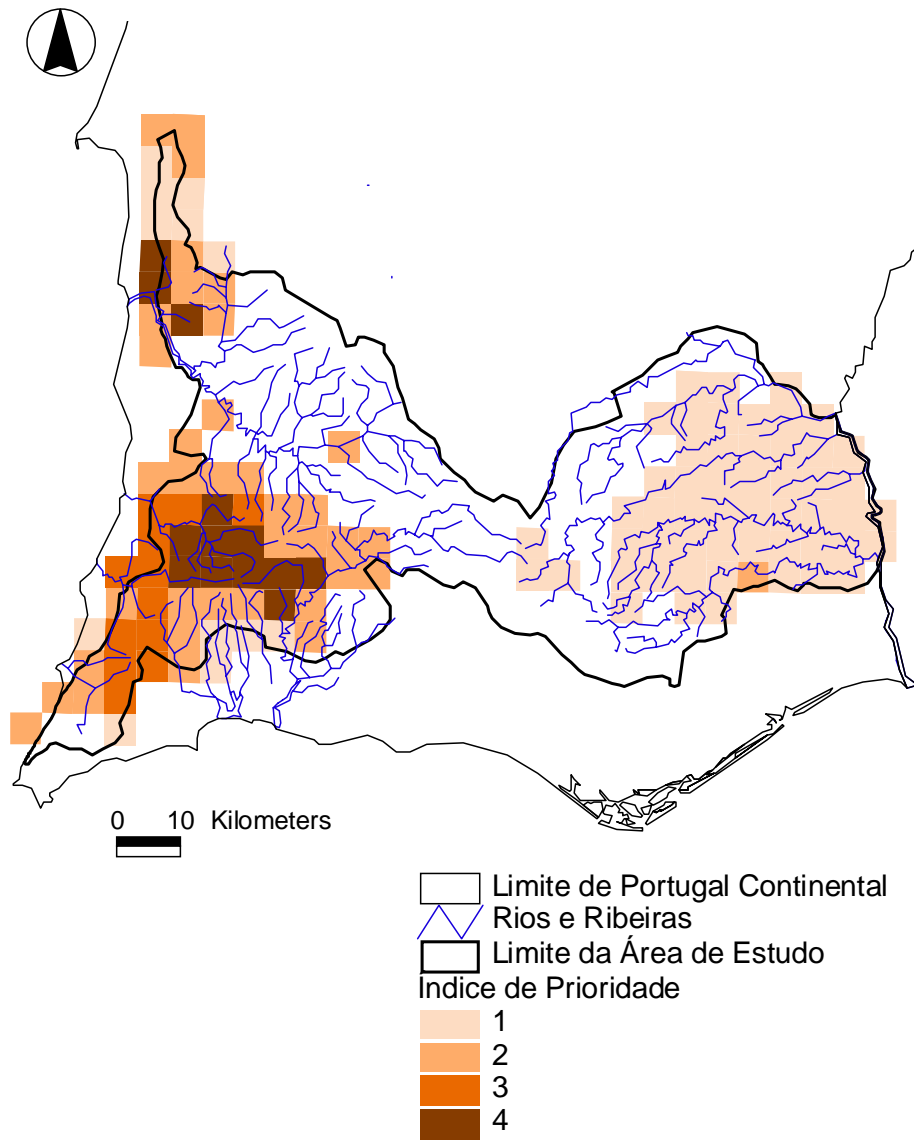 0 10 Kilometers
Limite de Portugal Continental
Rios e Ribeiras
Limite da Área de Estudo
Índice de Prioridade
1
2
3
4